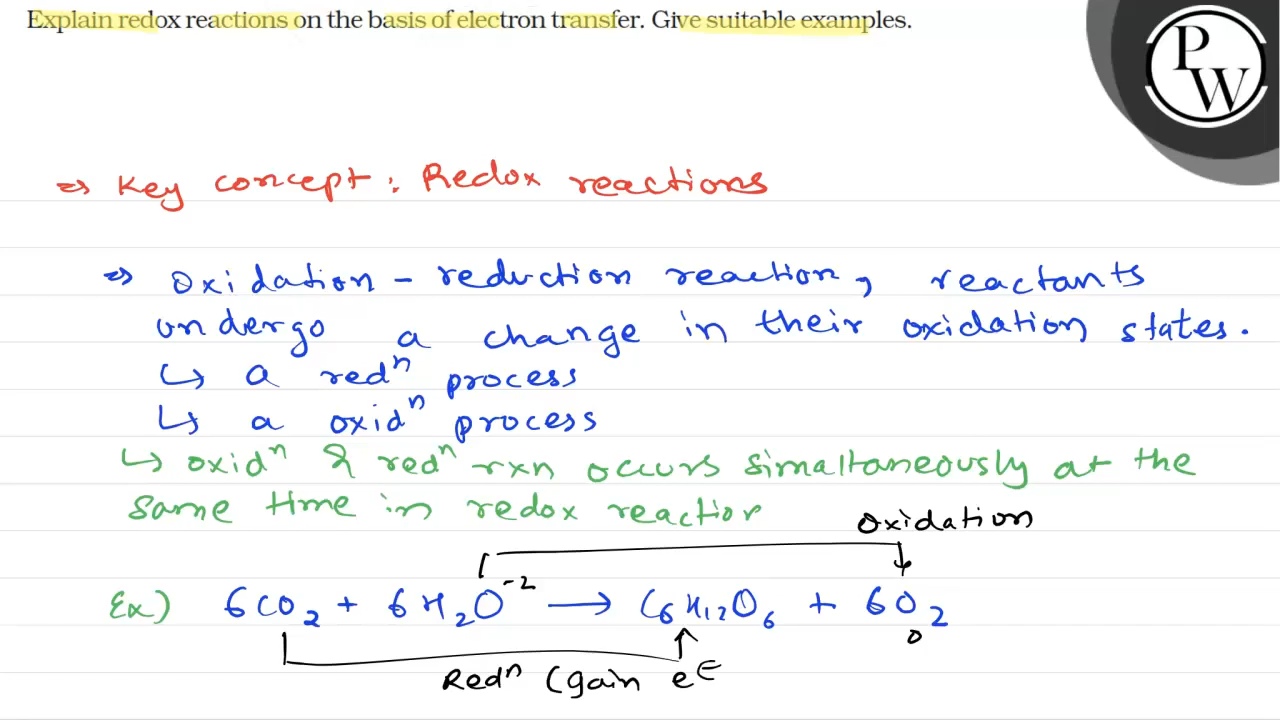 Explain redox reactions on the basis of electron transfer. Give suitable examples.
P
W
⇒ Key concept : Redox reactions
⇒ Oxidation - reduction reaction, reactants
undergo a change in their oxidation states.
↳ a redⁿ process
↳ a oxidⁿ process
↳ oxidⁿ & redⁿ rxn occurs simultaneously at the
same time in redox reaction
Oxidation
Ex) 6CO₂ + 6H₂O⁻² → C₆H₁₂O₆ + 6O₂
0
Redⁿ (gain e⁻